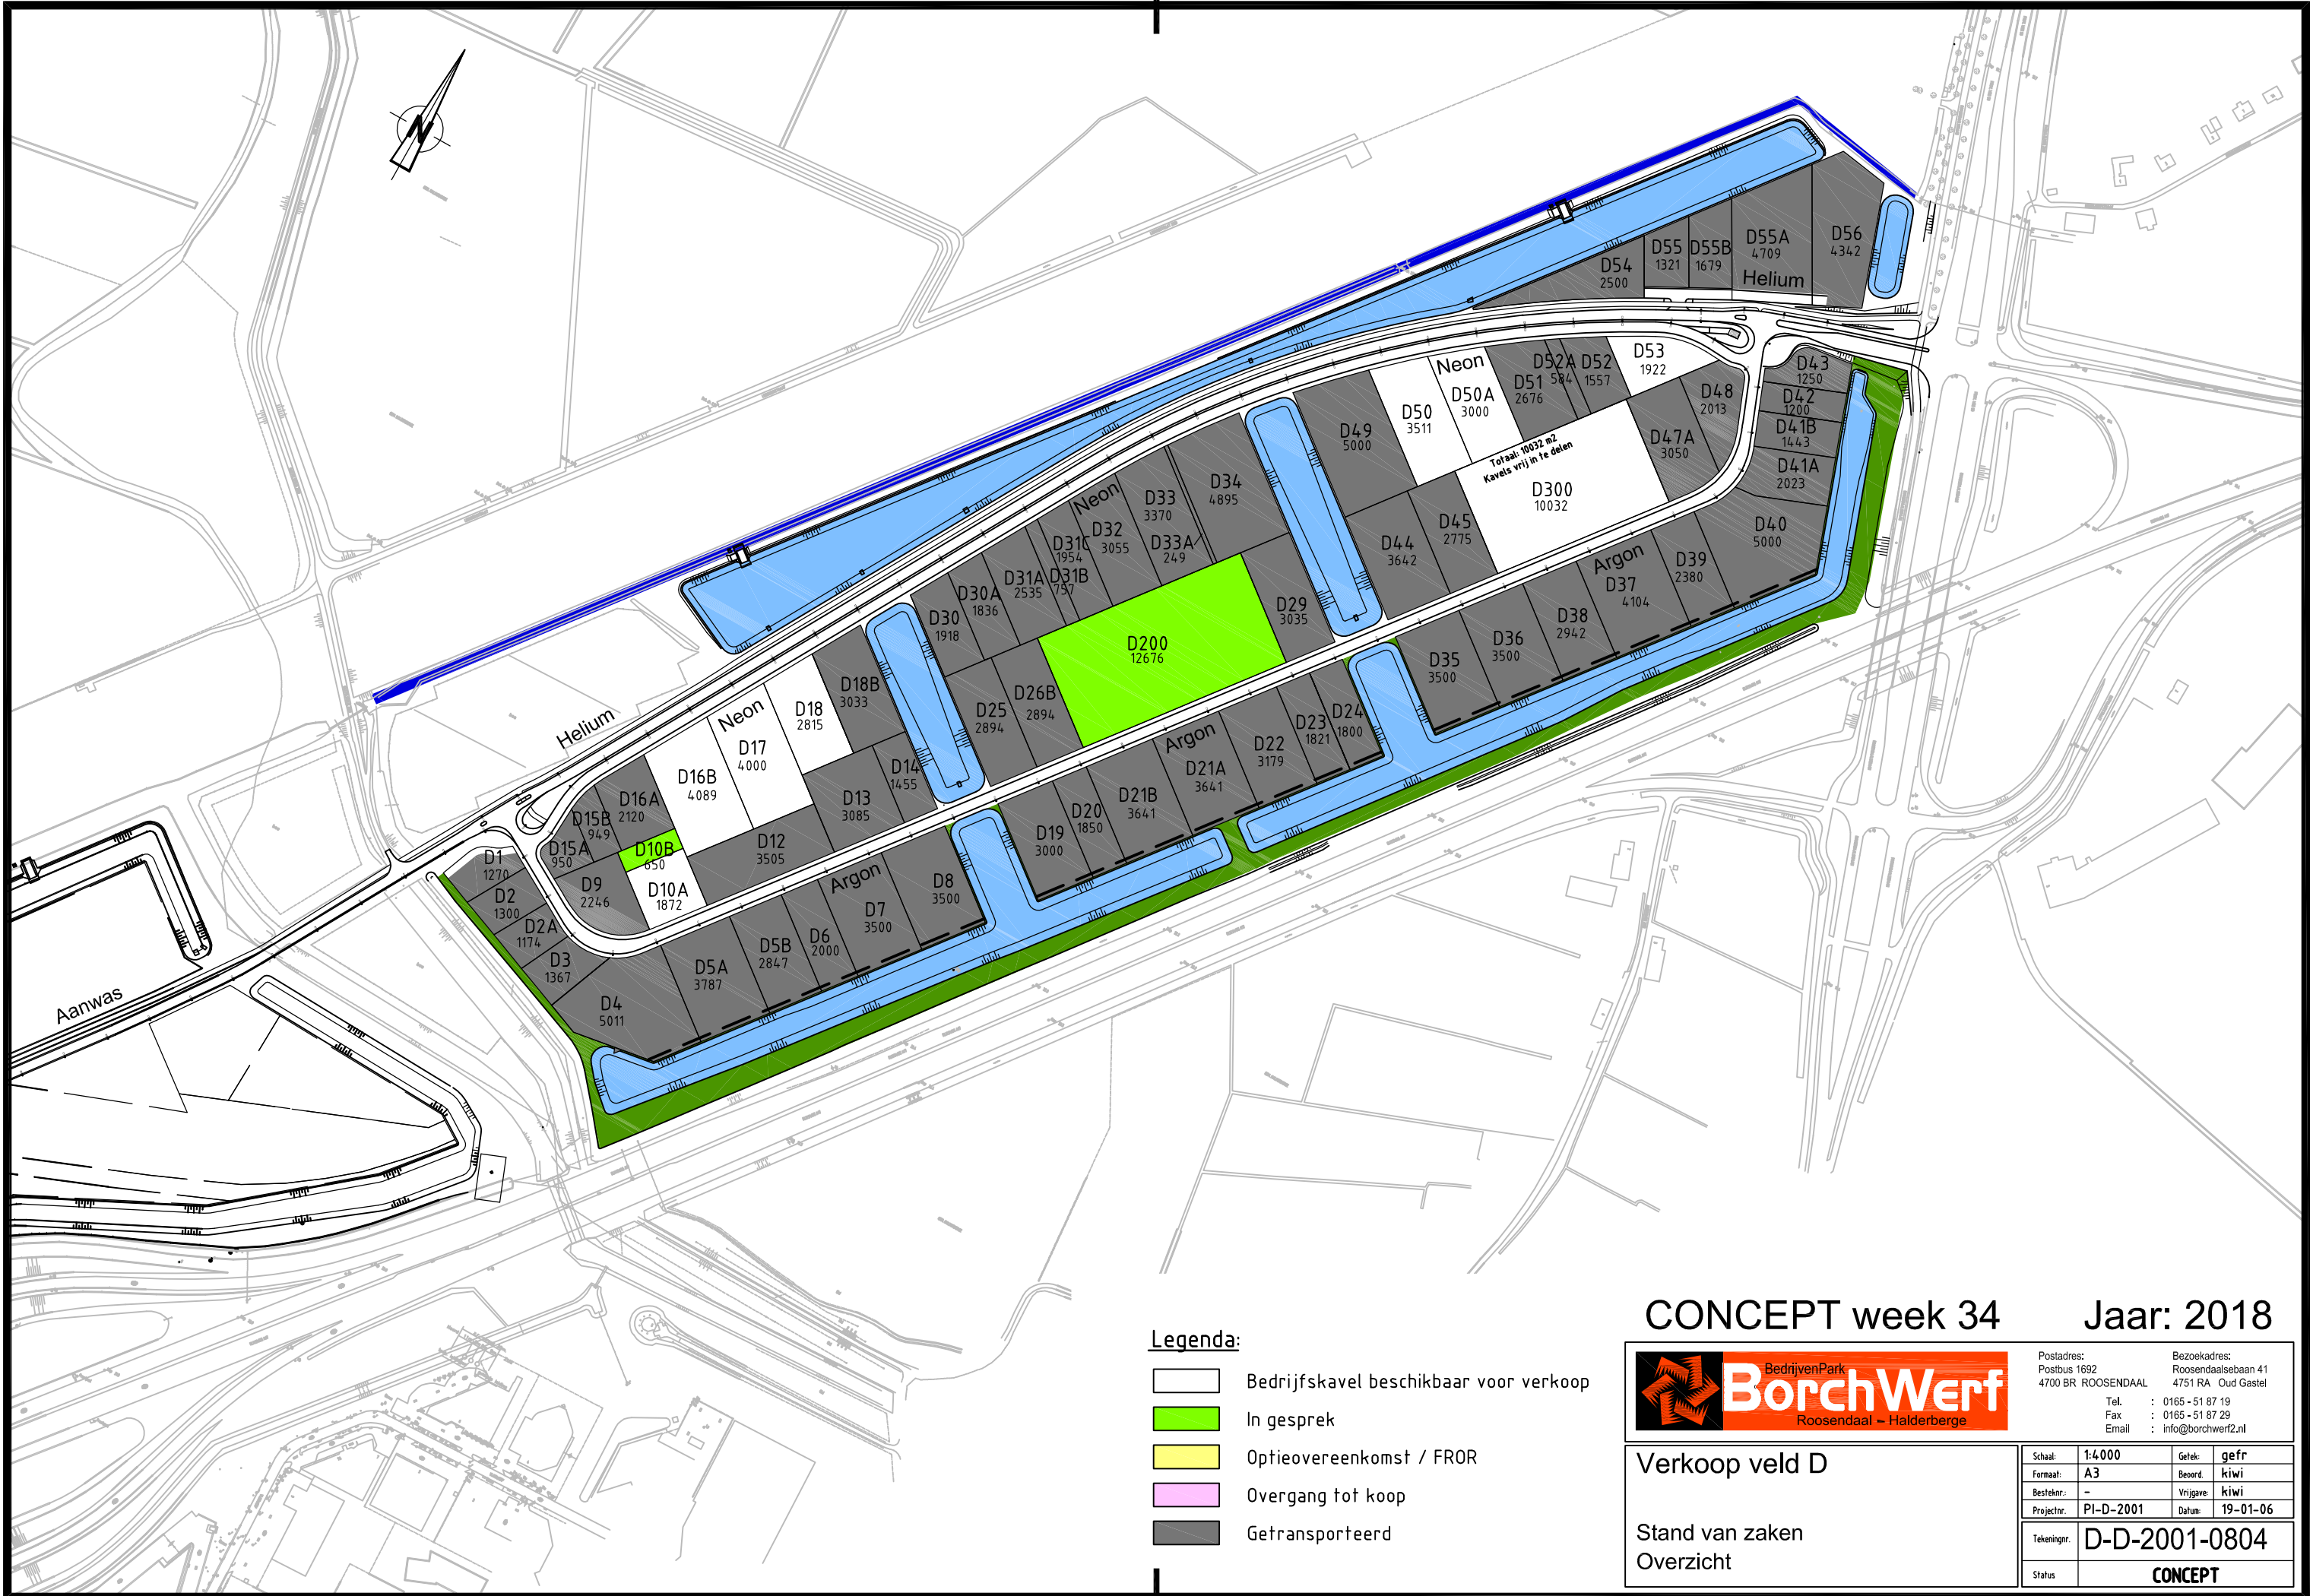 N
D56
4342
D55A
4709
D55B
1679
D55
1321
D54
2500
Helium
D43
1250
D42
1200
D41B
1443
D41A
2023
D40
5000
D53
1922
D52
1557
D52A
584
D51
2676
Neon
D50A
3000
D50
3511
D49
5000
D48
2013
D47A
3050
Totaal: 10032 m2
Kavels vrij in te delen
D300
10032
D45
2775
D44
3642
Argon
D39
2380
D37
4104
D38
2942
D36
3500
D35
3500
D34
4895
D33
3370
D33A
249
Neon
D32
3055
D31C
1954
D31B
757
D31A
2535
D30A
1836
D30
1918
D29
3035
D200
12676
D26B
2894
D25
2894
D24
1800
D23
1821
D22
3179
Argon
D21A
3641
D21B
3641
D20
1850
D19
3000
Helium
D18B
3033
D18
2815
Neon
D17
4000
D16B
4089
D16A
2120
D15B
949
D15A
950
D14
1455
D13
3085
D12
3505
D10B
650
D10A
1872
D9
2246
D1
1270
D2
1300
D2A
1174
D3
1367
D4
5011
D5A
3787
D5B
2847
D6
2000
D7
3500
Argon
D8
3500
Aanwas
Legenda:
Bedrijfskavel beschikbaar voor verkoop
In gesprek
Optieovereenkomst / FROR
Overgang tot koop
Getransporteerd
CONCEPT week 34 Jaar: 2018
BedrijvenPark
BorchWerf
Roosendaal – Halderberge
Postadres:
Postbus 1692
4700 BR ROOSENDAAL
Bezoekadres:
Roosendaalsebaan 41
4751 RA Oud Gastel
Tel. : 0165 - 51 87 19
Fax : 0165 - 51 87 29
Email : info@borchwerf2.nl
Verkoop veld D
Stand van zaken
Overzicht
Schaal: 1:4000 Getek: gefr
Formaat: A3 Beoord. kiwi
Besteknr.: - Vrijgave: kiwi
Projectnr. PI-D-2001 Datum: 19-01-06
Tekeningnr. D-D-2001-0804
Status CONCEPT